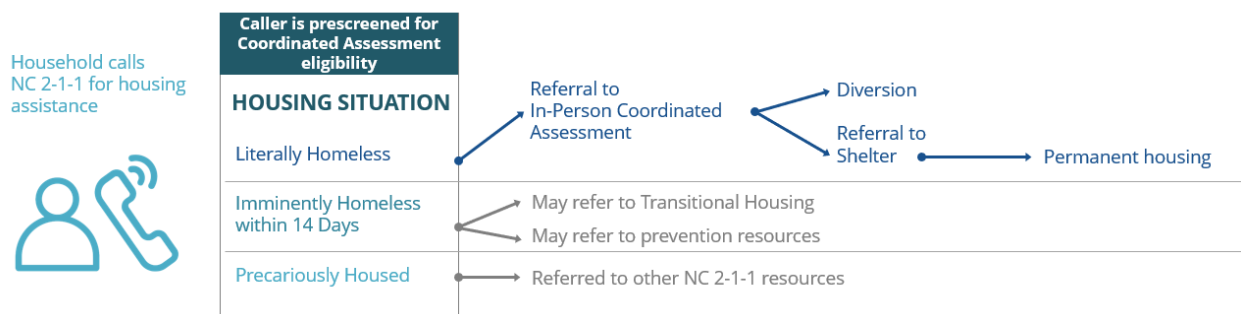 Household calls
NC 2-1-1 for housing
assistance
Caller is prescreened for
Coordinated Assessment
eligibility
HOUSING SITUATION
Literally Homeless
Referral to
In-Person Coordinated
Assessment
Diversion
Referral to
Shelter
Permanent housing
Imminently Homeless
within 14 Days
May refer to Transitional Housing
May refer to prevention resources
Precariously Housed
Referred to other NC 2-1-1 resources